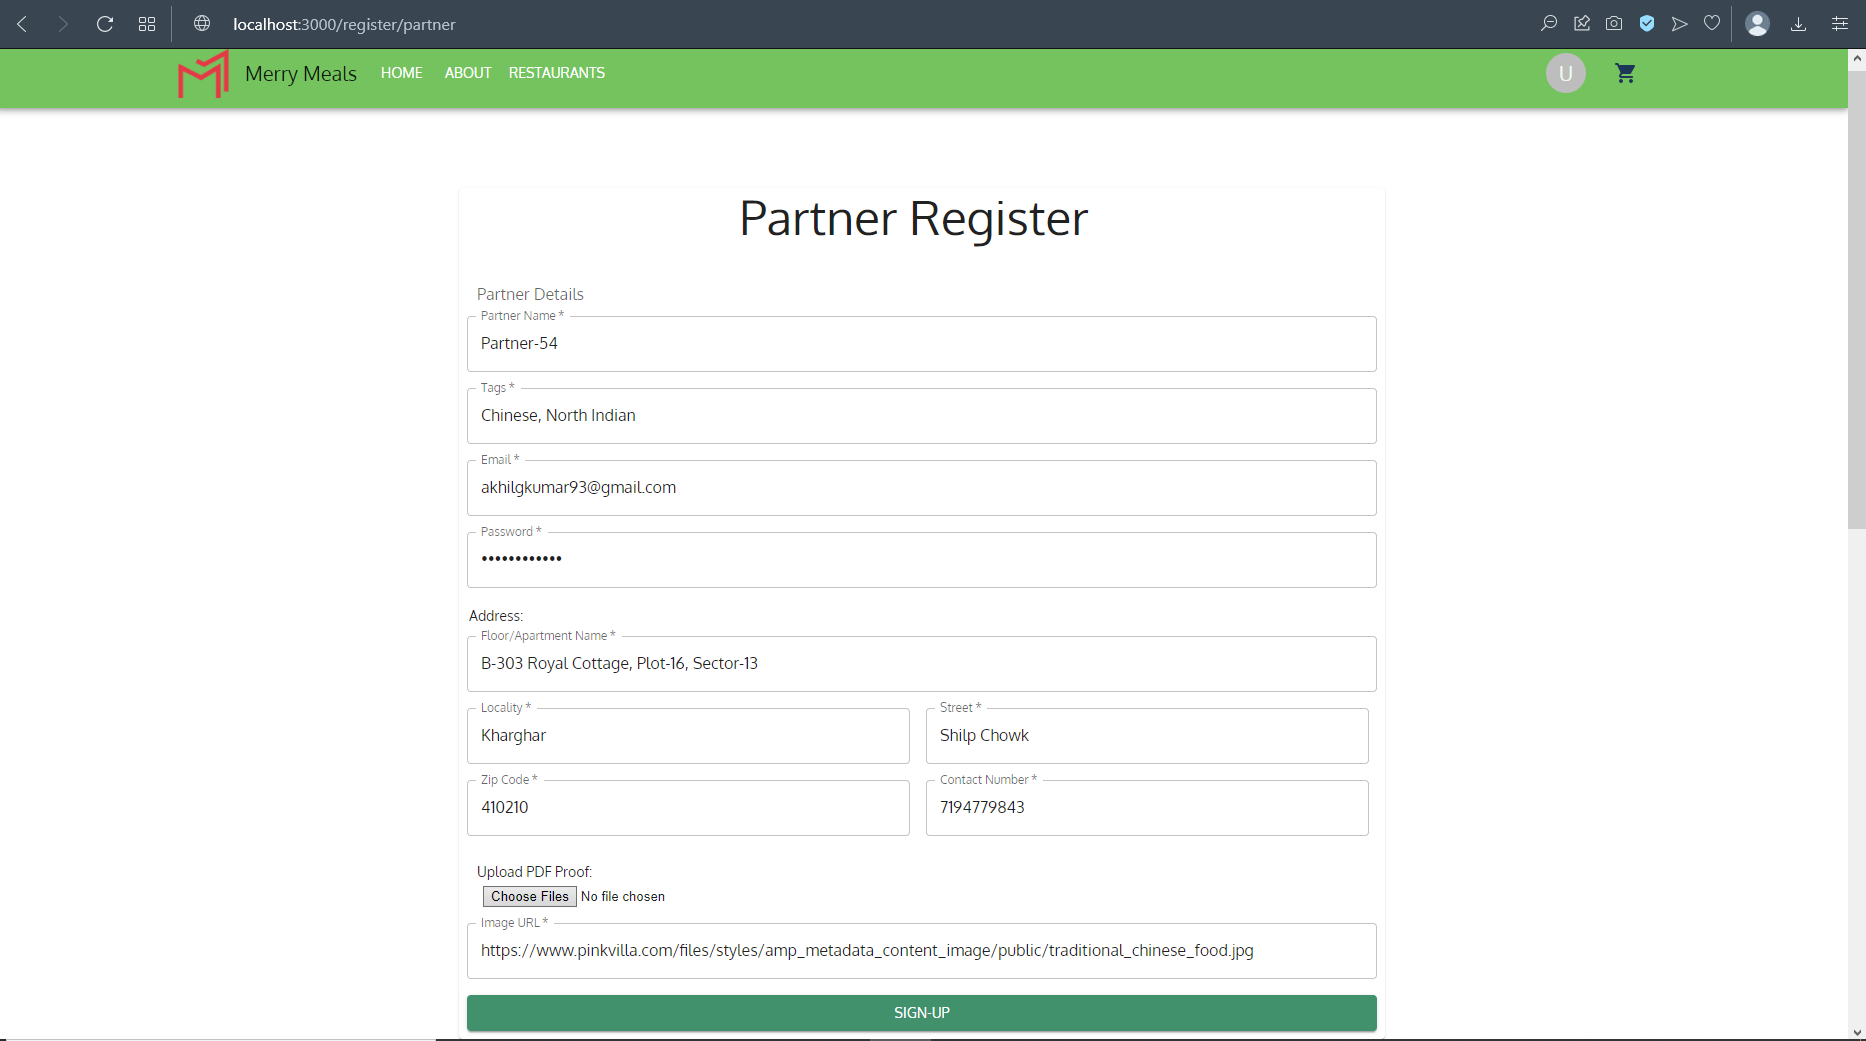 localhost:3000/register/partner
Merry Meals HOME ABOUT RESTAURANTS U
Partner Register
Partner Details
Partner Name *
Partner-54
Tags *
Chinese, North Indian
Email *
akhilgkumar93@gmail.com
Password *
••••••••••••
Address:
Floor/Apartment Name *
B-303 Royal Cottage, Plot-16, Sector-13
Locality * Street *
Kharghar Shilp Chowk
Zip Code * Contact Number *
410210 7194779843
Upload PDF Proof:
Choose Files No file chosen
Image URL *
https://www.pinkvilla.com/files/styles/amp_metadata_content_image/public/traditional_chinese_food.jpg
SIGN-UP